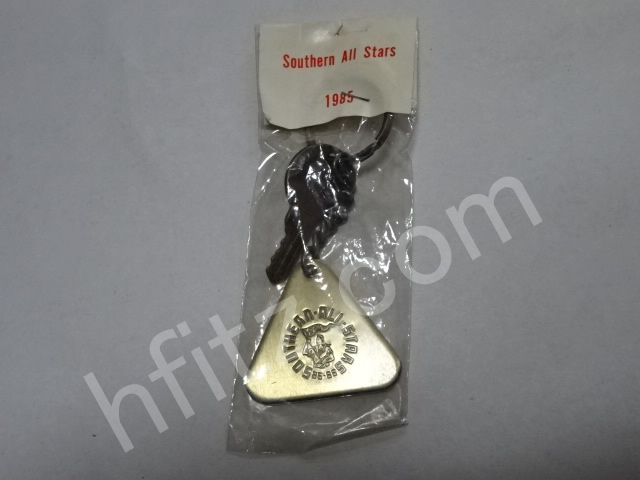 Southern All Stars
1985
SOUTHERN·ALL·STARS
hfitz.com